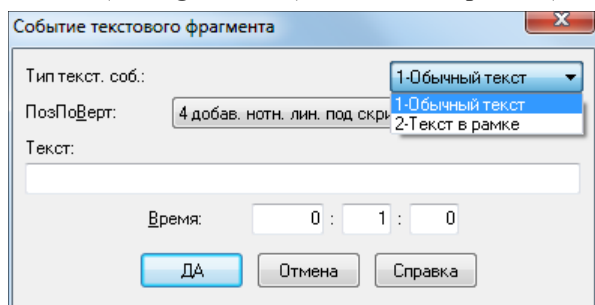 Событие текстового фрагмента
Тип текст. соб.: 1-Обычный текст
1-Обычный текст
2-Текст в рамке
ПозПоВерт: 4 добав. нотн. лин. под скри
Текст:
Время: 0 : 1 : 0
ДА Отмена Справка